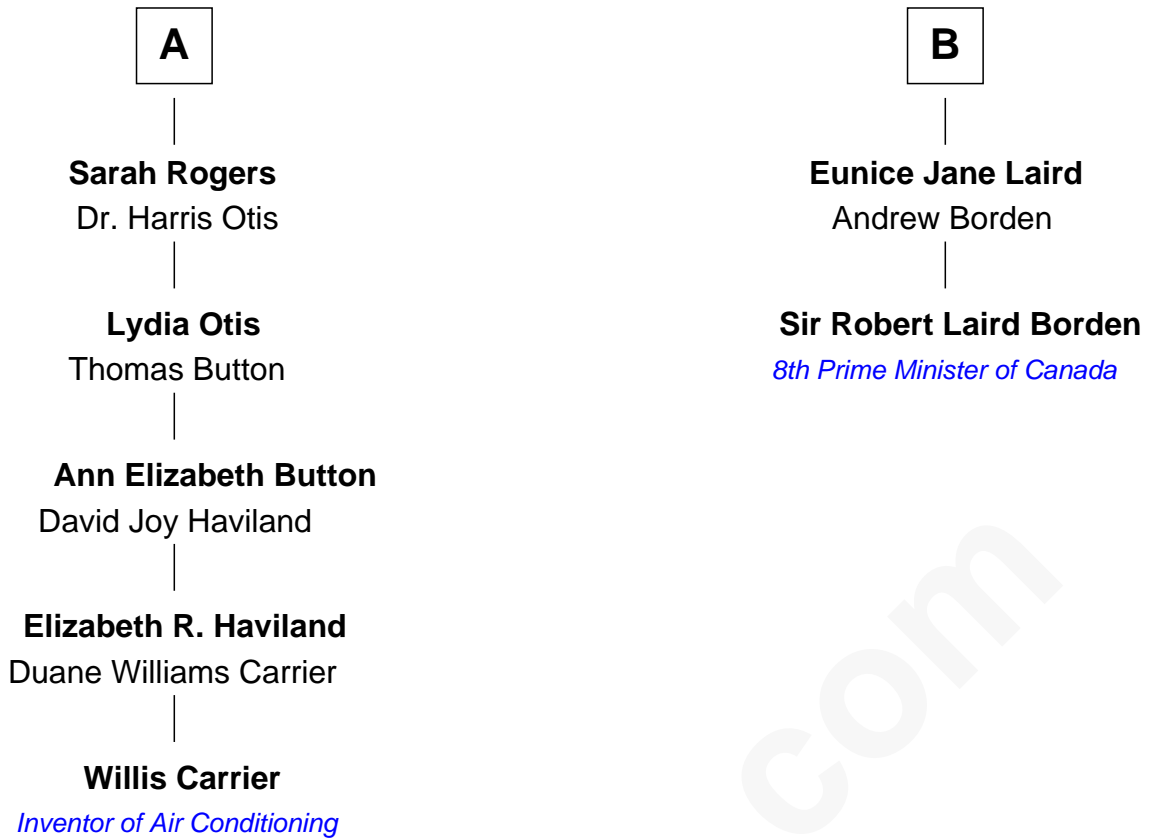 A
Sarah Rogers
Dr. Harris Otis
Lydia Otis
Thomas Button
Ann Elizabeth Button
David Joy Haviland
Elizabeth R. Haviland
Duane Williams Carrier
Willis Carrier
Inventor of Air Conditioning
B
Eunice Jane Laird
Andrew Borden
Sir Robert Laird Borden
8th Prime Minister of Canada
com